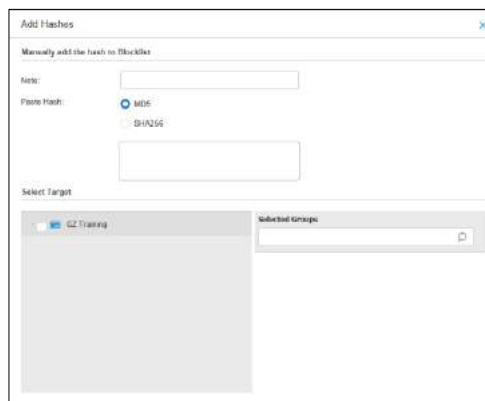 Add Hashes
Manually add the hash to Blocklist
Note:
Paste Hash:
MD5
SHA256
Select Target
GZ Training
Selected Groups